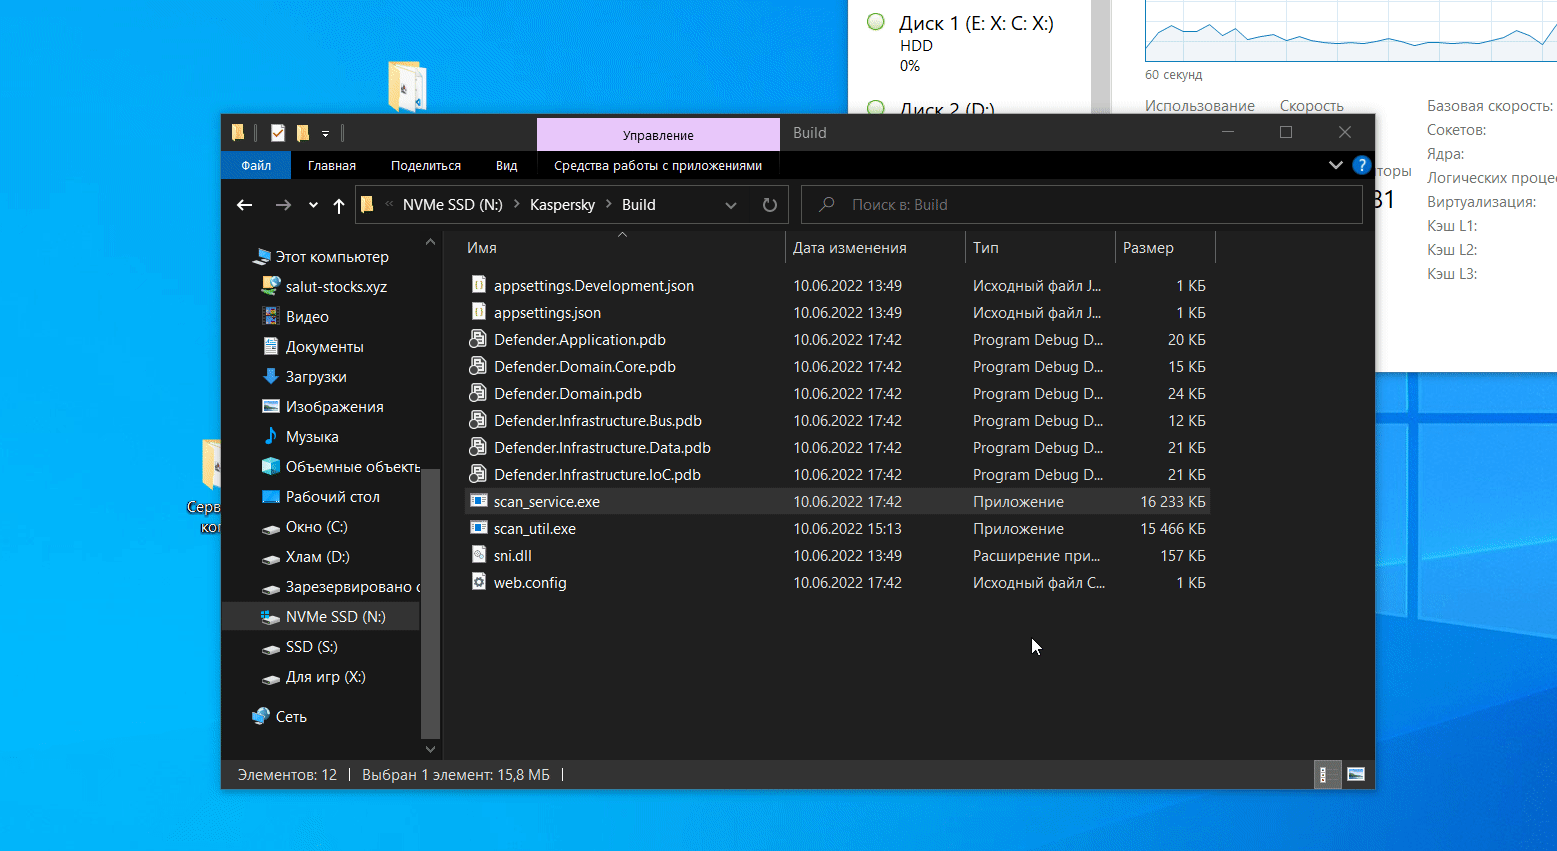 Диск 1 (E: X: C: X:)
HDD
0%
Диск 2 (D:)
60 секунд
Использование
Скорость
Базовая скорость:
Сокетов:
Ядра:
Виртуализация:
Кэш L1:
Кэш L2:
Кэш L3:
Управление
Build
Файл
Главная
Поделиться
Вид
Средства работы с приложениями
« NVMe SSD (N:) > Kaspersky > Build
Поиск в: Build
Имя
Дата изменения
Тип
Размер
Этот компьютер
salut-stocks.xyz
Видео
Документы
Загрузки
Изображения
Музыка
Объемные объекты
Рабочий стол
Окно (C:)
Хлам (D:)
Зарезервировано
NVMe SSD (N:)
SSD (S:)
Для игр (X:)
Сеть
appsettings.Development.json 10.06.2022 13:49 Исходный файл J... 1 КБ
appsettings.json 10.06.2022 13:49 Исходный файл J... 1 КБ
Defender.Application.pdb 10.06.2022 17:42 Program Debug D... 20 КБ
Defender.Domain.Core.pdb 10.06.2022 17:42 Program Debug D... 15 КБ
Defender.Domain.pdb 10.06.2022 17:42 Program Debug D... 24 КБ
Defender.Infrastructure.Bus.pdb 10.06.2022 17:42 Program Debug D... 12 КБ
Defender.Infrastructure.Data.pdb 10.06.2022 17:42 Program Debug D... 21 КБ
Defender.Infrastructure.IoC.pdb 10.06.2022 17:42 Program Debug D... 21 КБ
scan_service.exe 10.06.2022 17:42 Приложение 16 233 КБ
scan_util.exe 10.06.2022 15:13 Приложение 15 466 КБ
sni.dll 10.06.2022 13:49 Расширение при... 157 КБ
web.config 10.06.2022 17:42 Исходный файл C... 1 КБ
Элементов: 12
Выбран 1 элемент: 15,8 МБ